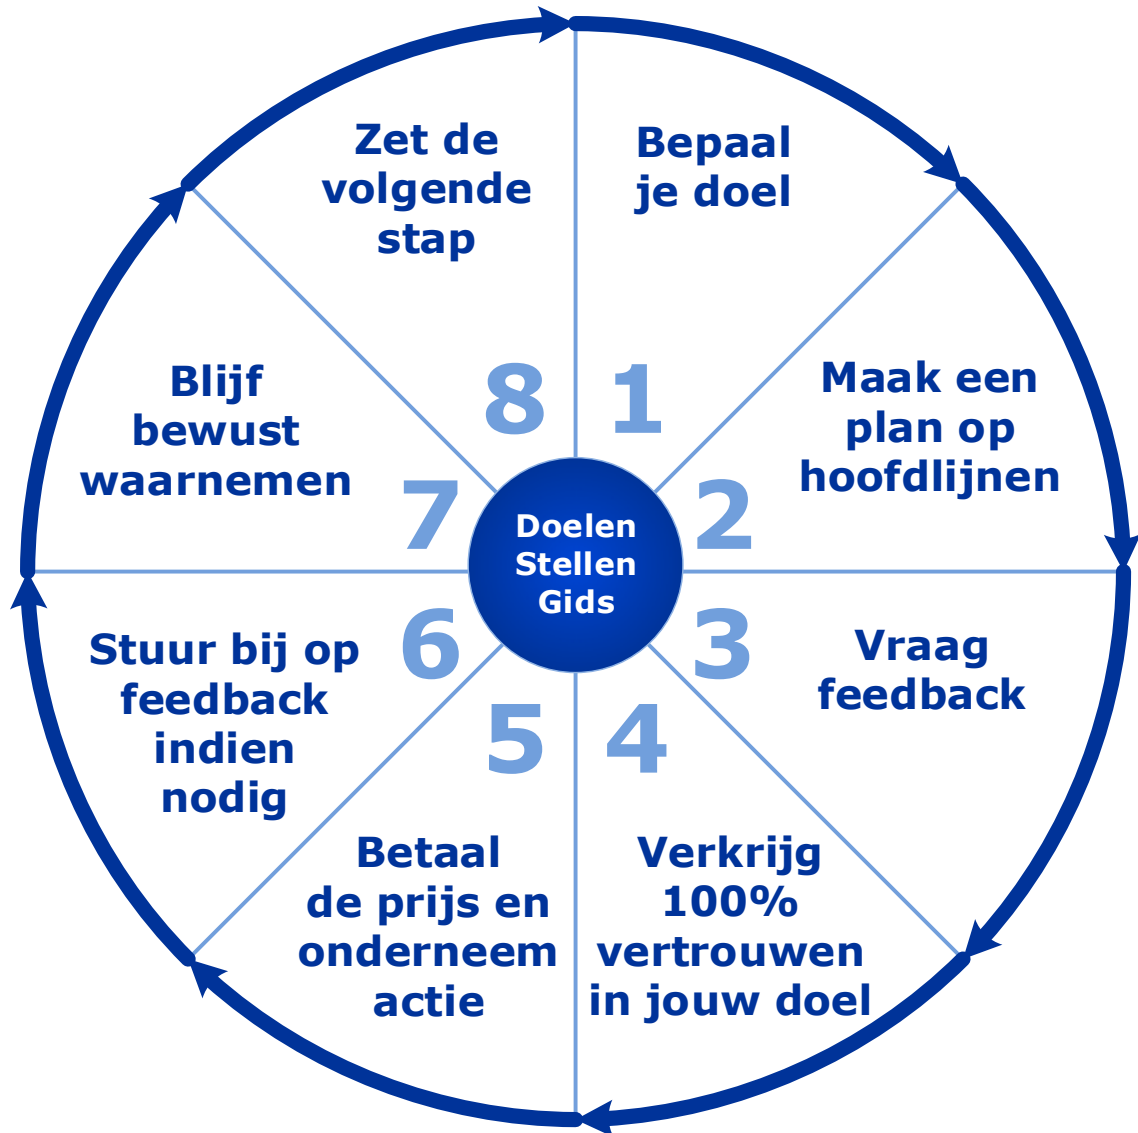 Doelen
Stellen
Gids
1
Bepaal
je doel
2
Maak een
plan op
hoofdlijnen
3
Vraag
feedback
4
Verkrijg
100%
vertrouwen
in jouw doel
5
Betaal
de prijs en
onderneem
actie
6
Stuur bij op
feedback
indien
nodig
7
Blijf
bewust
waarnemen
8
Zet de
volgende
stap